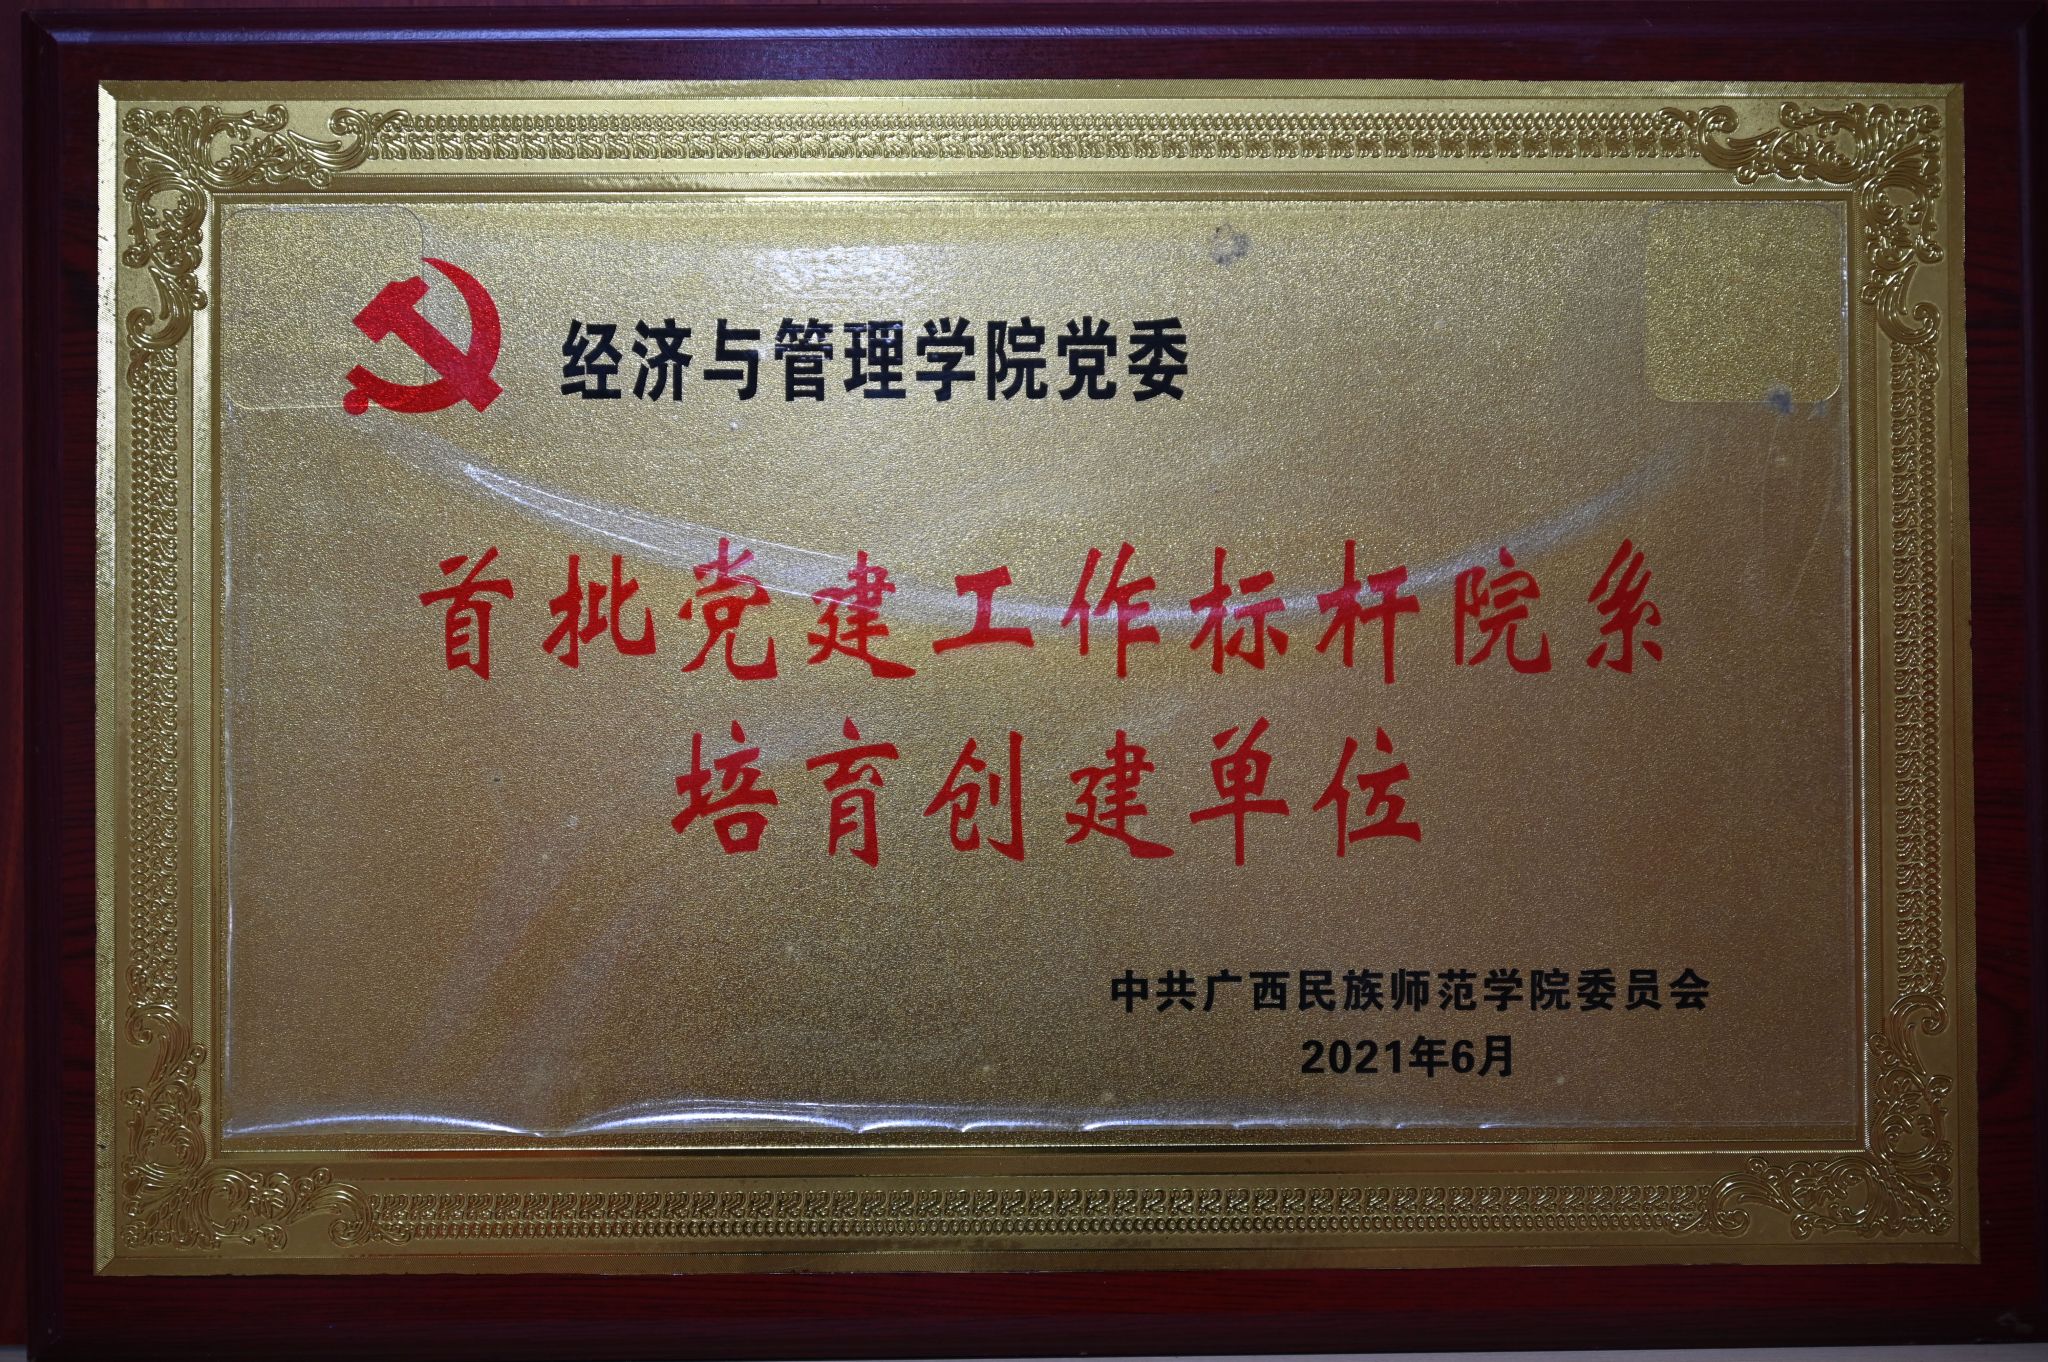 经济与管理学院党委
首批党建工作标杆院系
培育创建单位
中共广西民族师范学院委员会
2021年6月